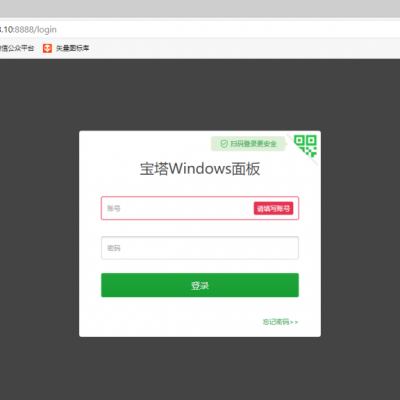 .10:8888/login
信公众平台 矢量图标库
扫码登录更安全
宝塔Windows面板
账号 请填写账号
密码
登录
忘记密码>>